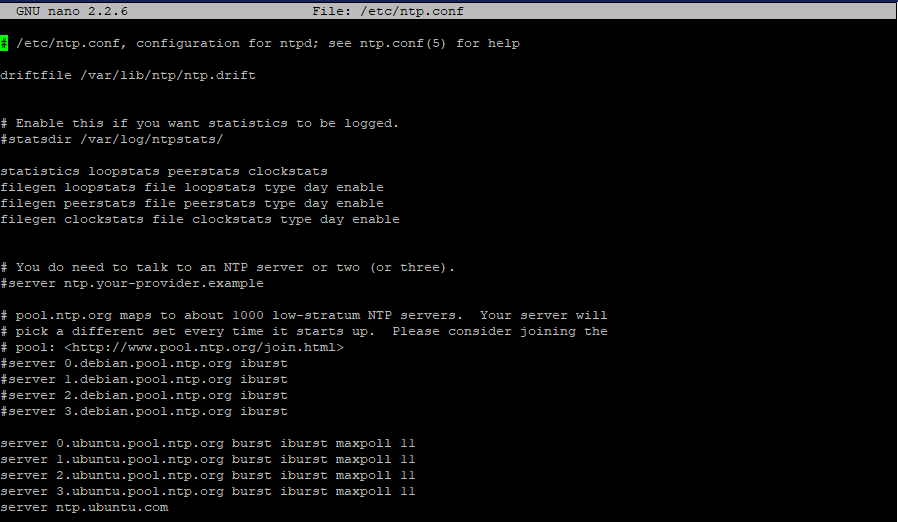 GNU nano 2.2.6 File: /etc/ntp.conf
# /etc/ntp.conf, configuration for ntpd; see ntp.conf(5) for help
driftfile /var/lib/ntp/ntp.drift
# Enable this if you want statistics to be logged.
#statsdir /var/log/ntpstats/
statistics loopstats peerstats clockstats
filegen loopstats file loopstats type day enable
filegen peerstats file peerstats type day enable
filegen clockstats file clockstats type day enable
# You do need to talk to an NTP server or two (or three).
#server ntp.your-provider.example
# pool.ntp.org maps to about 1000 low-stratum NTP servers.  Your server will
# pick a different set every time it starts up.  Please consider joining the
# pool: <http://www.pool.ntp.org/join.html>
#server 0.debian.pool.ntp.org iburst
#server 1.debian.pool.ntp.org iburst
#server 2.debian.pool.ntp.org iburst
#server 3.debian.pool.ntp.org iburst
server 0.ubuntu.pool.ntp.org burst iburst maxpoll 11
server 1.ubuntu.pool.ntp.org burst iburst maxpoll 11
server 2.ubuntu.pool.ntp.org burst iburst maxpoll 11
server 3.ubuntu.pool.ntp.org burst iburst maxpoll 11
server ntp.ubuntu.com